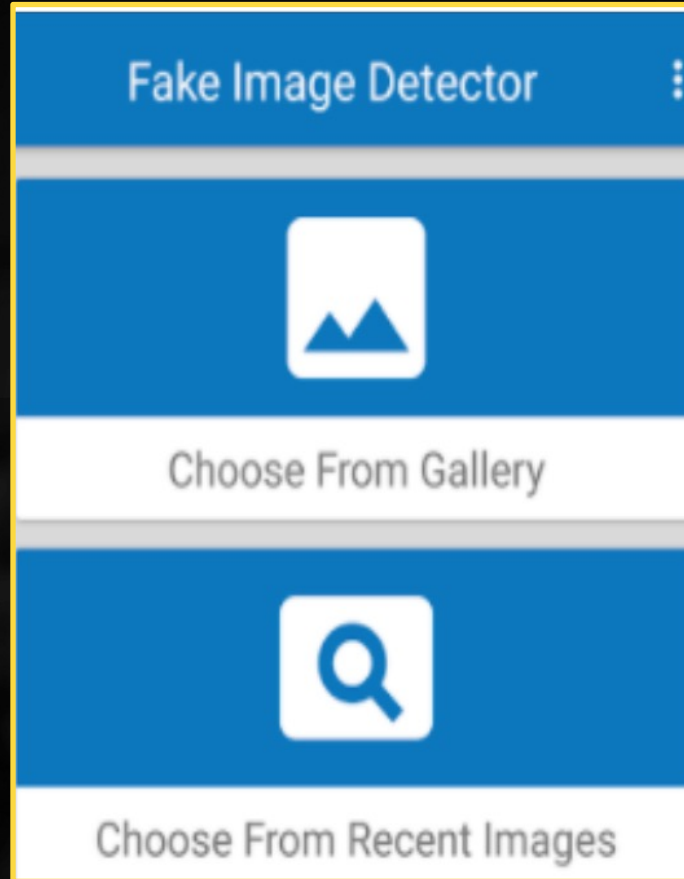 Fake Image Detector
Choose From Gallery
Choose From Recent Images